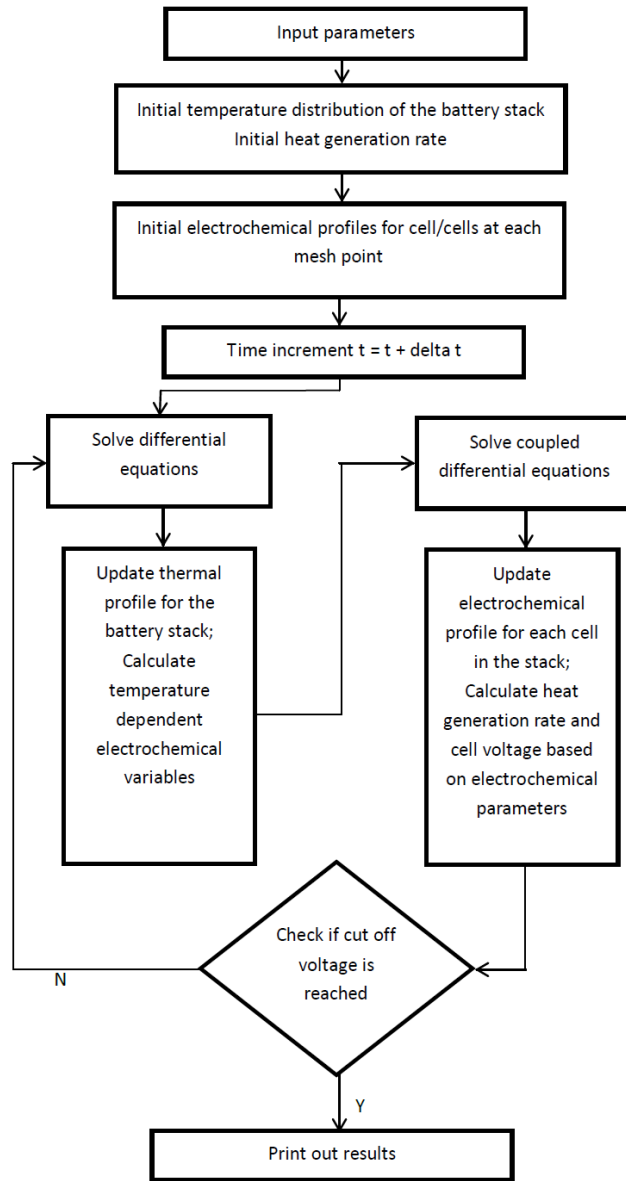 Input parameters
Initial temperature distribution of the battery stack
Initial heat generation rate
Initial electrochemical profiles for cell/cells at each
mesh point
Time increment t = t + delta t
Solve differential
equations
Solve coupled
differential equations
Update thermal
profile for the
battery stack;
Calculate
temperature
dependent
electrochemical
variables
Update
electrochemical
profile for each cell
in the stack;
Calculate heat
generation rate and
cell voltage based
on electrochemical
parameters
Check if cut off
voltage is
reached
N
Y
Print out results